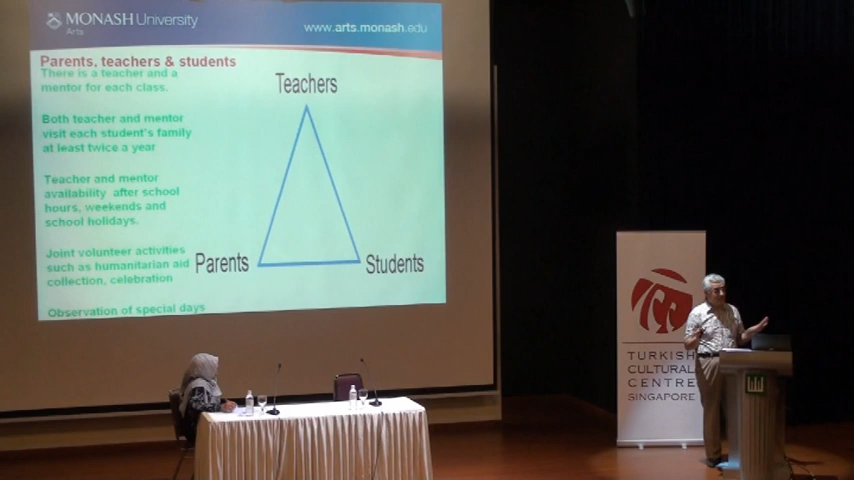 MONASH University
Arts
www.arts.monash.edu
Parents, teachers & students
There is a teacher and a
mentor for each class.
Both teacher and mentor
visit each student's family
at least twice a year
Teacher and mentor
availability after school
hours, weekends and
school holidays.
Joint volunteer activities
such as humanitarian aid
collection, celebration
Observation of special days
Teachers
Parents
Students
TURKISH
CULTURAL
CENTRE
SINGAPORE